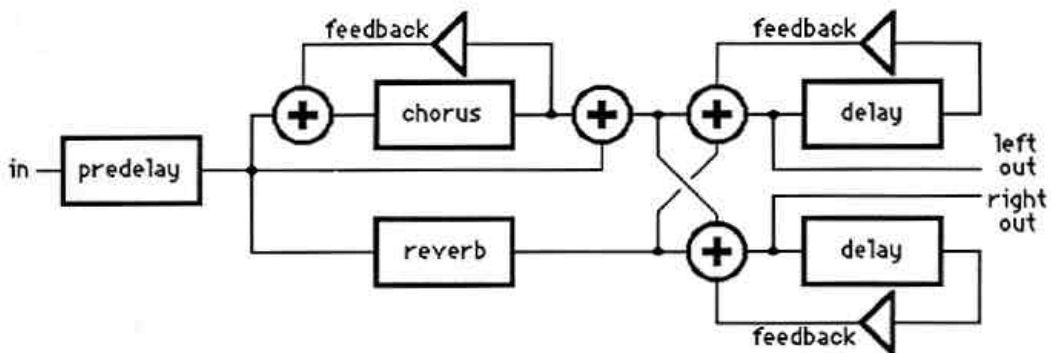 feedback
feedback
chorus
delay
in
predelay
left
out
right
out
reverb
delay
feedback